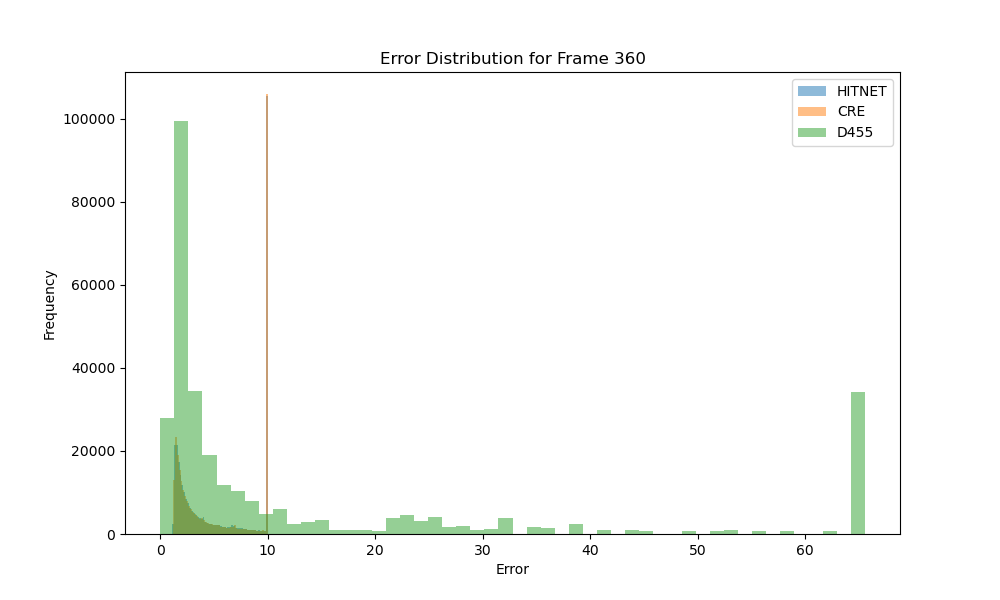 Error Distribution for Frame 360
HITNET
CRE
D455
100000
80000
60000
40000
20000
0
Frequency
0 10 20 30 40 50 60
Error